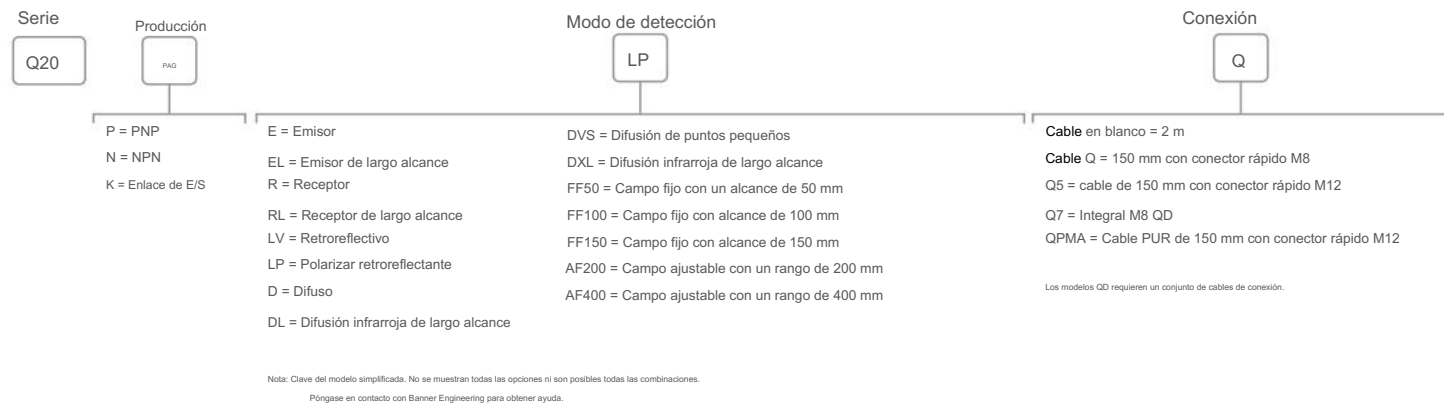 Serie
Producción
Modo de detección
Conexión
Q20
PAG
LP
Q
P = PNP
N = NPN
K = Enlace de E/S
E = Emisor
EL = Emisor de largo alcance
R = Receptor
RL = Receptor de largo alcance
LV = Retroreflectivo
LP = Polarizar retroreflectante
D = Difuso
DL = Difusión infrarroja de largo alcance
DVS = Difusión de puntos pequeños
DXL = Difusión infrarroja de largo alcance
FF50 = Campo fijo con un alcance de 50 mm
FF100 = Campo fijo con alcance de 100 mm
FF150 = Campo fijo con alcance de 150 mm
AF200 = Campo ajustable con un rango de 200 mm
AF400 = Campo ajustable con un rango de 400 mm
Cable en blanco = 2 m
Cable Q = 150 mm con conector rápido M8
Q5 = cable de 150 mm con conector rápido M12
Q7 = Integral M8 QD
QPMA = Cable PUR de 150 mm con conector rápido M12
Los modelos QD requieren un conjunto de cables de conexión.
Nota: Clave del modelo simplificada. No se muestran todas las opciones ni son posibles todas las combinaciones.
Póngase en contacto con Banner Engineering para obtener ayuda.